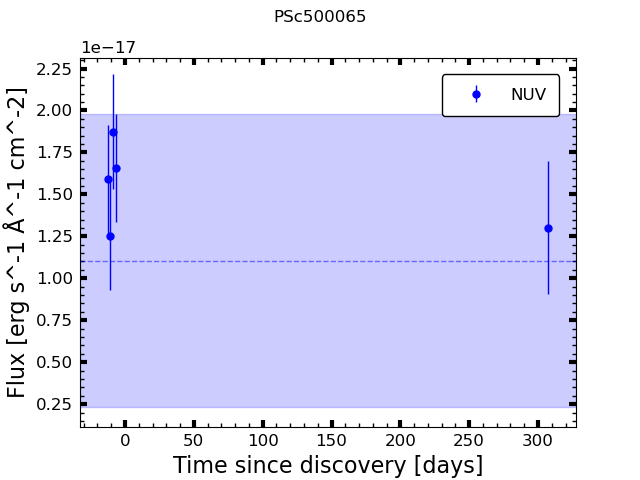 PSc500065
1e−17
2.25
2.00
1.75
1.50
1.25
1.00
0.75
0.50
0.25
Flux [erg s^-1 Å^-1 cm^-2]
NUV
0 50 100 150 200 250 300
Time since discovery [days]